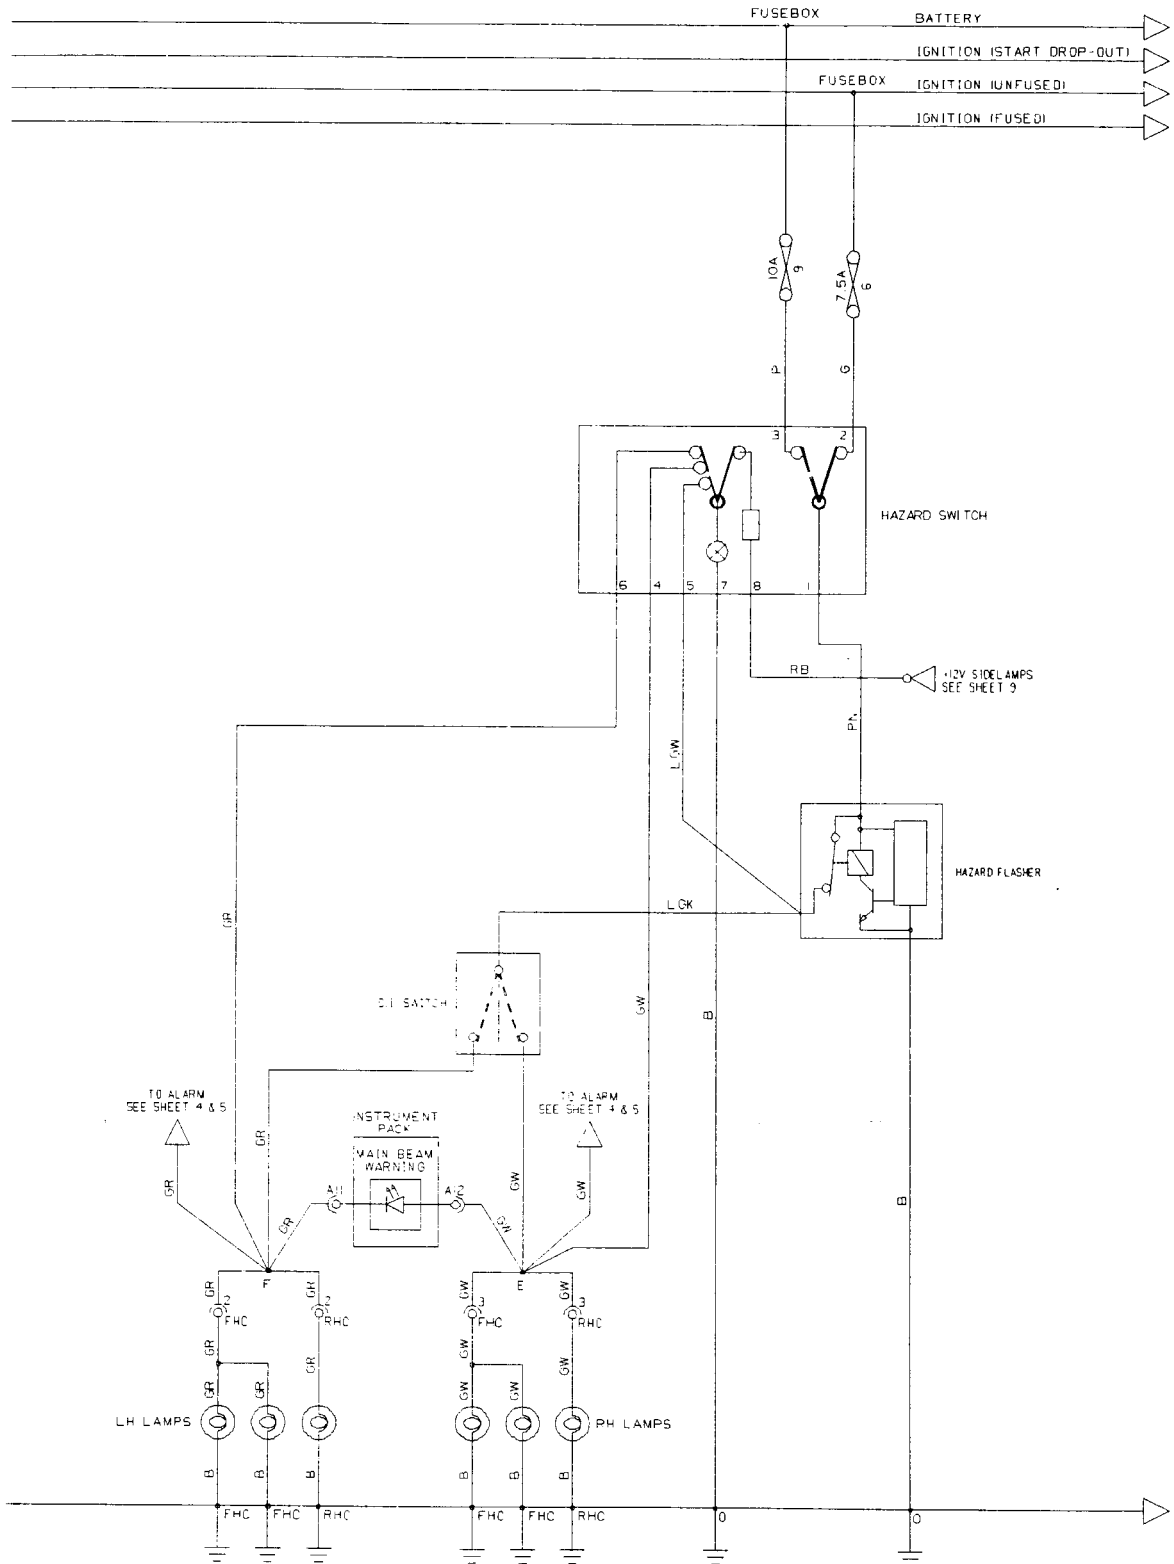 FUSEBOX
BATTERY
IGNITION (START DROP-OUT)
FUSEBOX
IGNITION (UNFUSED)
IGNITION (FUSED)
10A
9
7.5A
6
P
G
3
2
HAZARD SWITCH
6
4
5
7
8
1
RB
+12V SIDELAMPS
SEE SHEET 9
PN
LGW
HAZARD FLASHER
GR
LGK
GW
B
D.I. SWITCH
TO ALARM
SEE SHEET 4 & 5
TO ALARM
SEE SHEET 4 & 5
INSTRUMENT
PACK
MAIN BEAM
WARNING
GR
GW
GR
A11
A12
GW
GR
GW
B
F
E
GR
GR
GW
GW
2
2
3
3
FHC
RHC
FHC
RHC
GR
GR
GW
GW
GR
GR
GW
GW
LH LAMPS
RH LAMPS
B
B
B
B
B
B
FHC
FHC
RHC
FHC
FHC
RHC
O
O